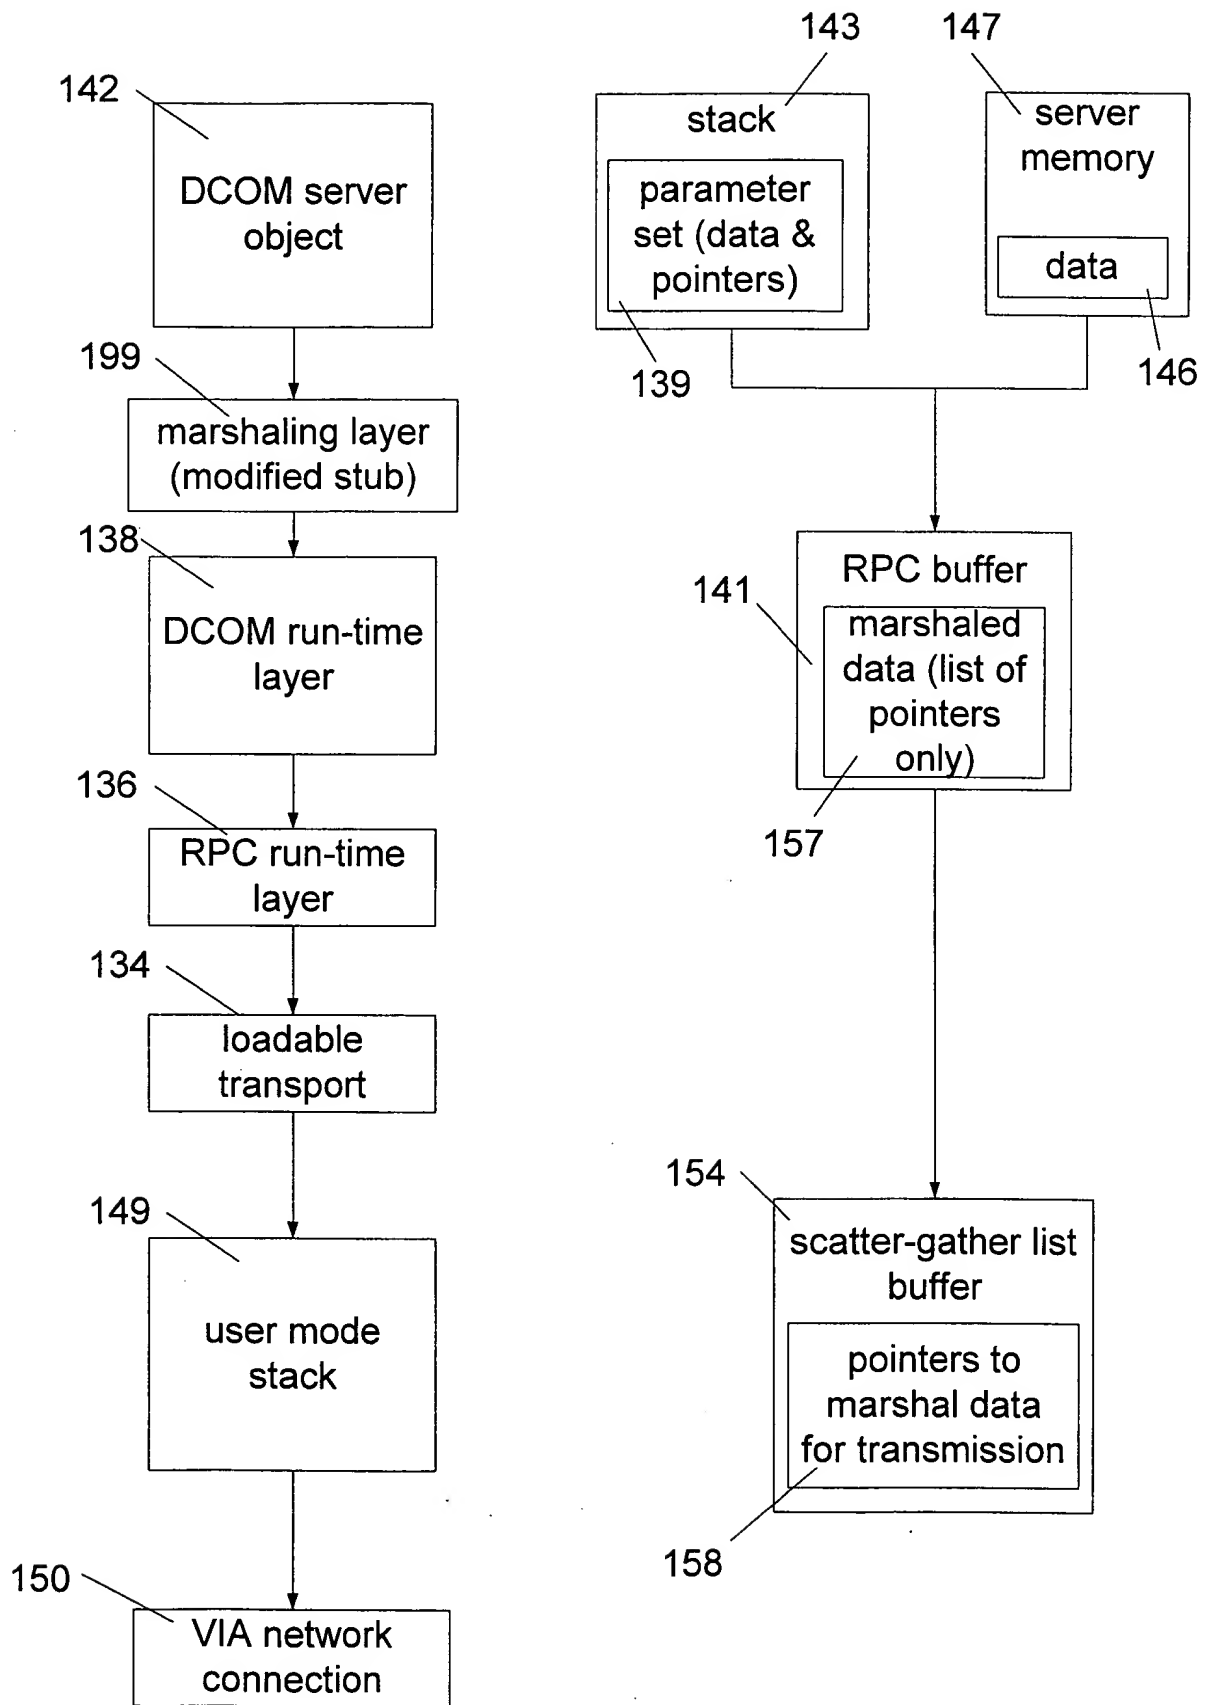 143
147
142
stack
server
memory
DCOM server
object
parameter
set (data &
pointers)
data
199
139
146
marshaling layer
(modified stub)
138
RPC buffer
141
marshaled
data (list of
pointers
only)
DCOM run-time
layer
136
157
RPC run-time
layer
134
loadable
transport
154
149
scatter-gather list
buffer
user mode
stack
pointers to
marshal data
for transmission
158
150
VIA network
connection